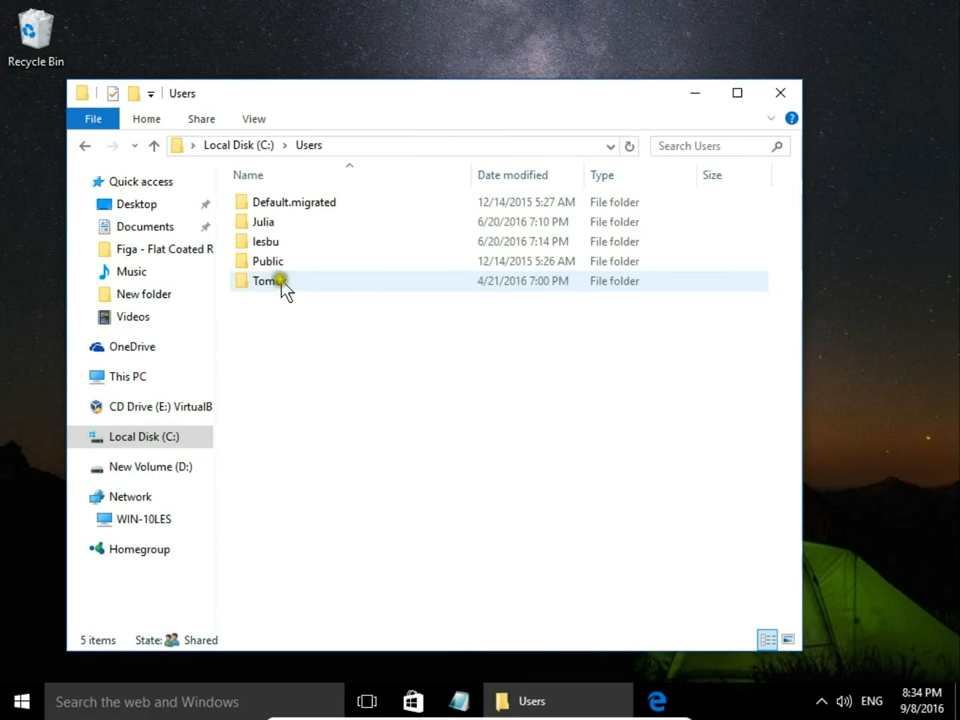 Recycle Bin
Users
File Home Share View
Local Disk (C:) Users
Search Users
Name Date modified Type Size
Quick access
Desktop
Documents
Figa - Flat Coated R
Music
New folder
Videos
OneDrive
This PC
CD Drive (E:) VirtualB
Local Disk (C:)
New Volume (D:)
Network
WIN-10LES
Homegroup
Default.migrated 12/14/2015 5:27 AM File folder
Julia 6/20/2016 7:10 PM File folder
lesbu 6/20/2016 7:14 PM File folder
Public 12/14/2015 5:26 AM File folder
4/21/2016 7:00 PM File folder
5 items State: Shared
Search the web and Windows
Users
ENG
8:34 PM
9/8/2016